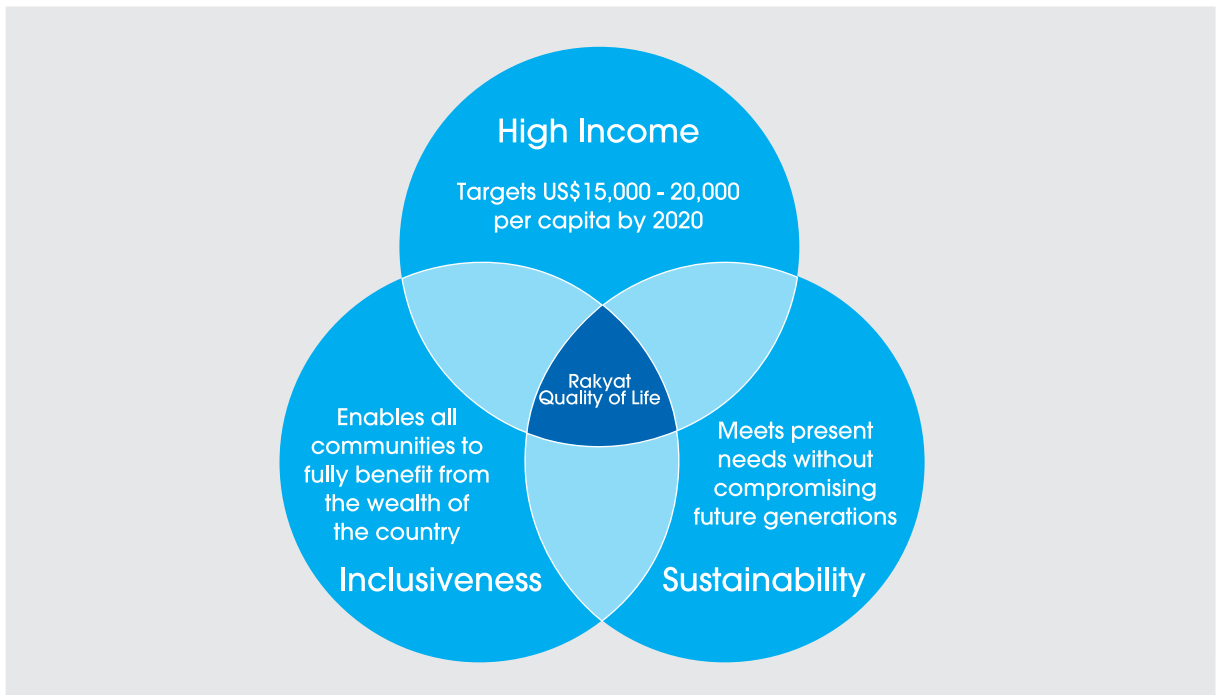 High Income
Targets US$15,000 - 20,000
per capita by 2020
Rakyat
Quality of Life
Enables all
communities to
fully benefit from
the wealth of
the country
Inclusiveness
Meets present
needs without
compromising
future generations
Sustainability